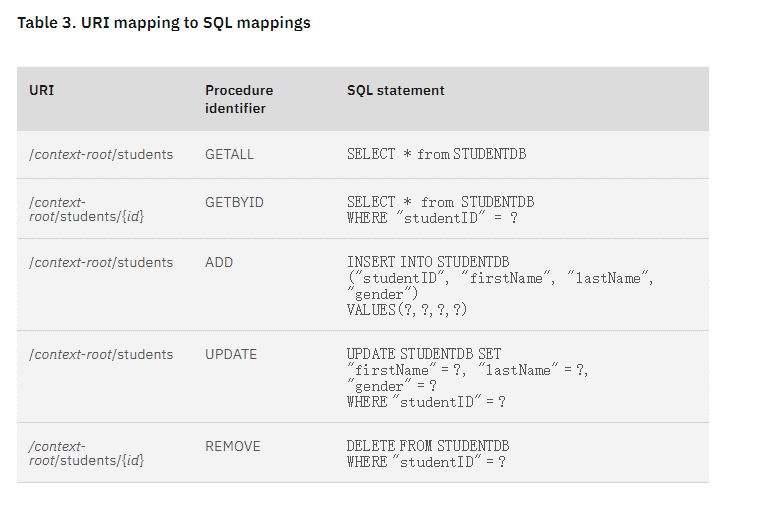 Table 3. URI mapping to SQL mappings
URI
Procedure
identifier
SQL statement
/context-root/students
GETALL
SELECT * from STUDENTDB
/context-
root/students/{id}
GETBYID
SELECT * from STUDENTDB
WHERE "studentID" = ?
/context-root/students
ADD
INSERT INTO STUDENTDB
("studentID", "firstName", "lastName",
"gender")
VALUES(?,?,?,?)
/context-root/students
UPDATE
UPDATE STUDENTDB SET
"firstName" = ?, "lastName" = ?,
"gender" = ?
WHERE "studentID" = ?
/context-
root/students/{id}
REMOVE
DELETE FROM STUDENTDB
WHERE "studentID" = ?